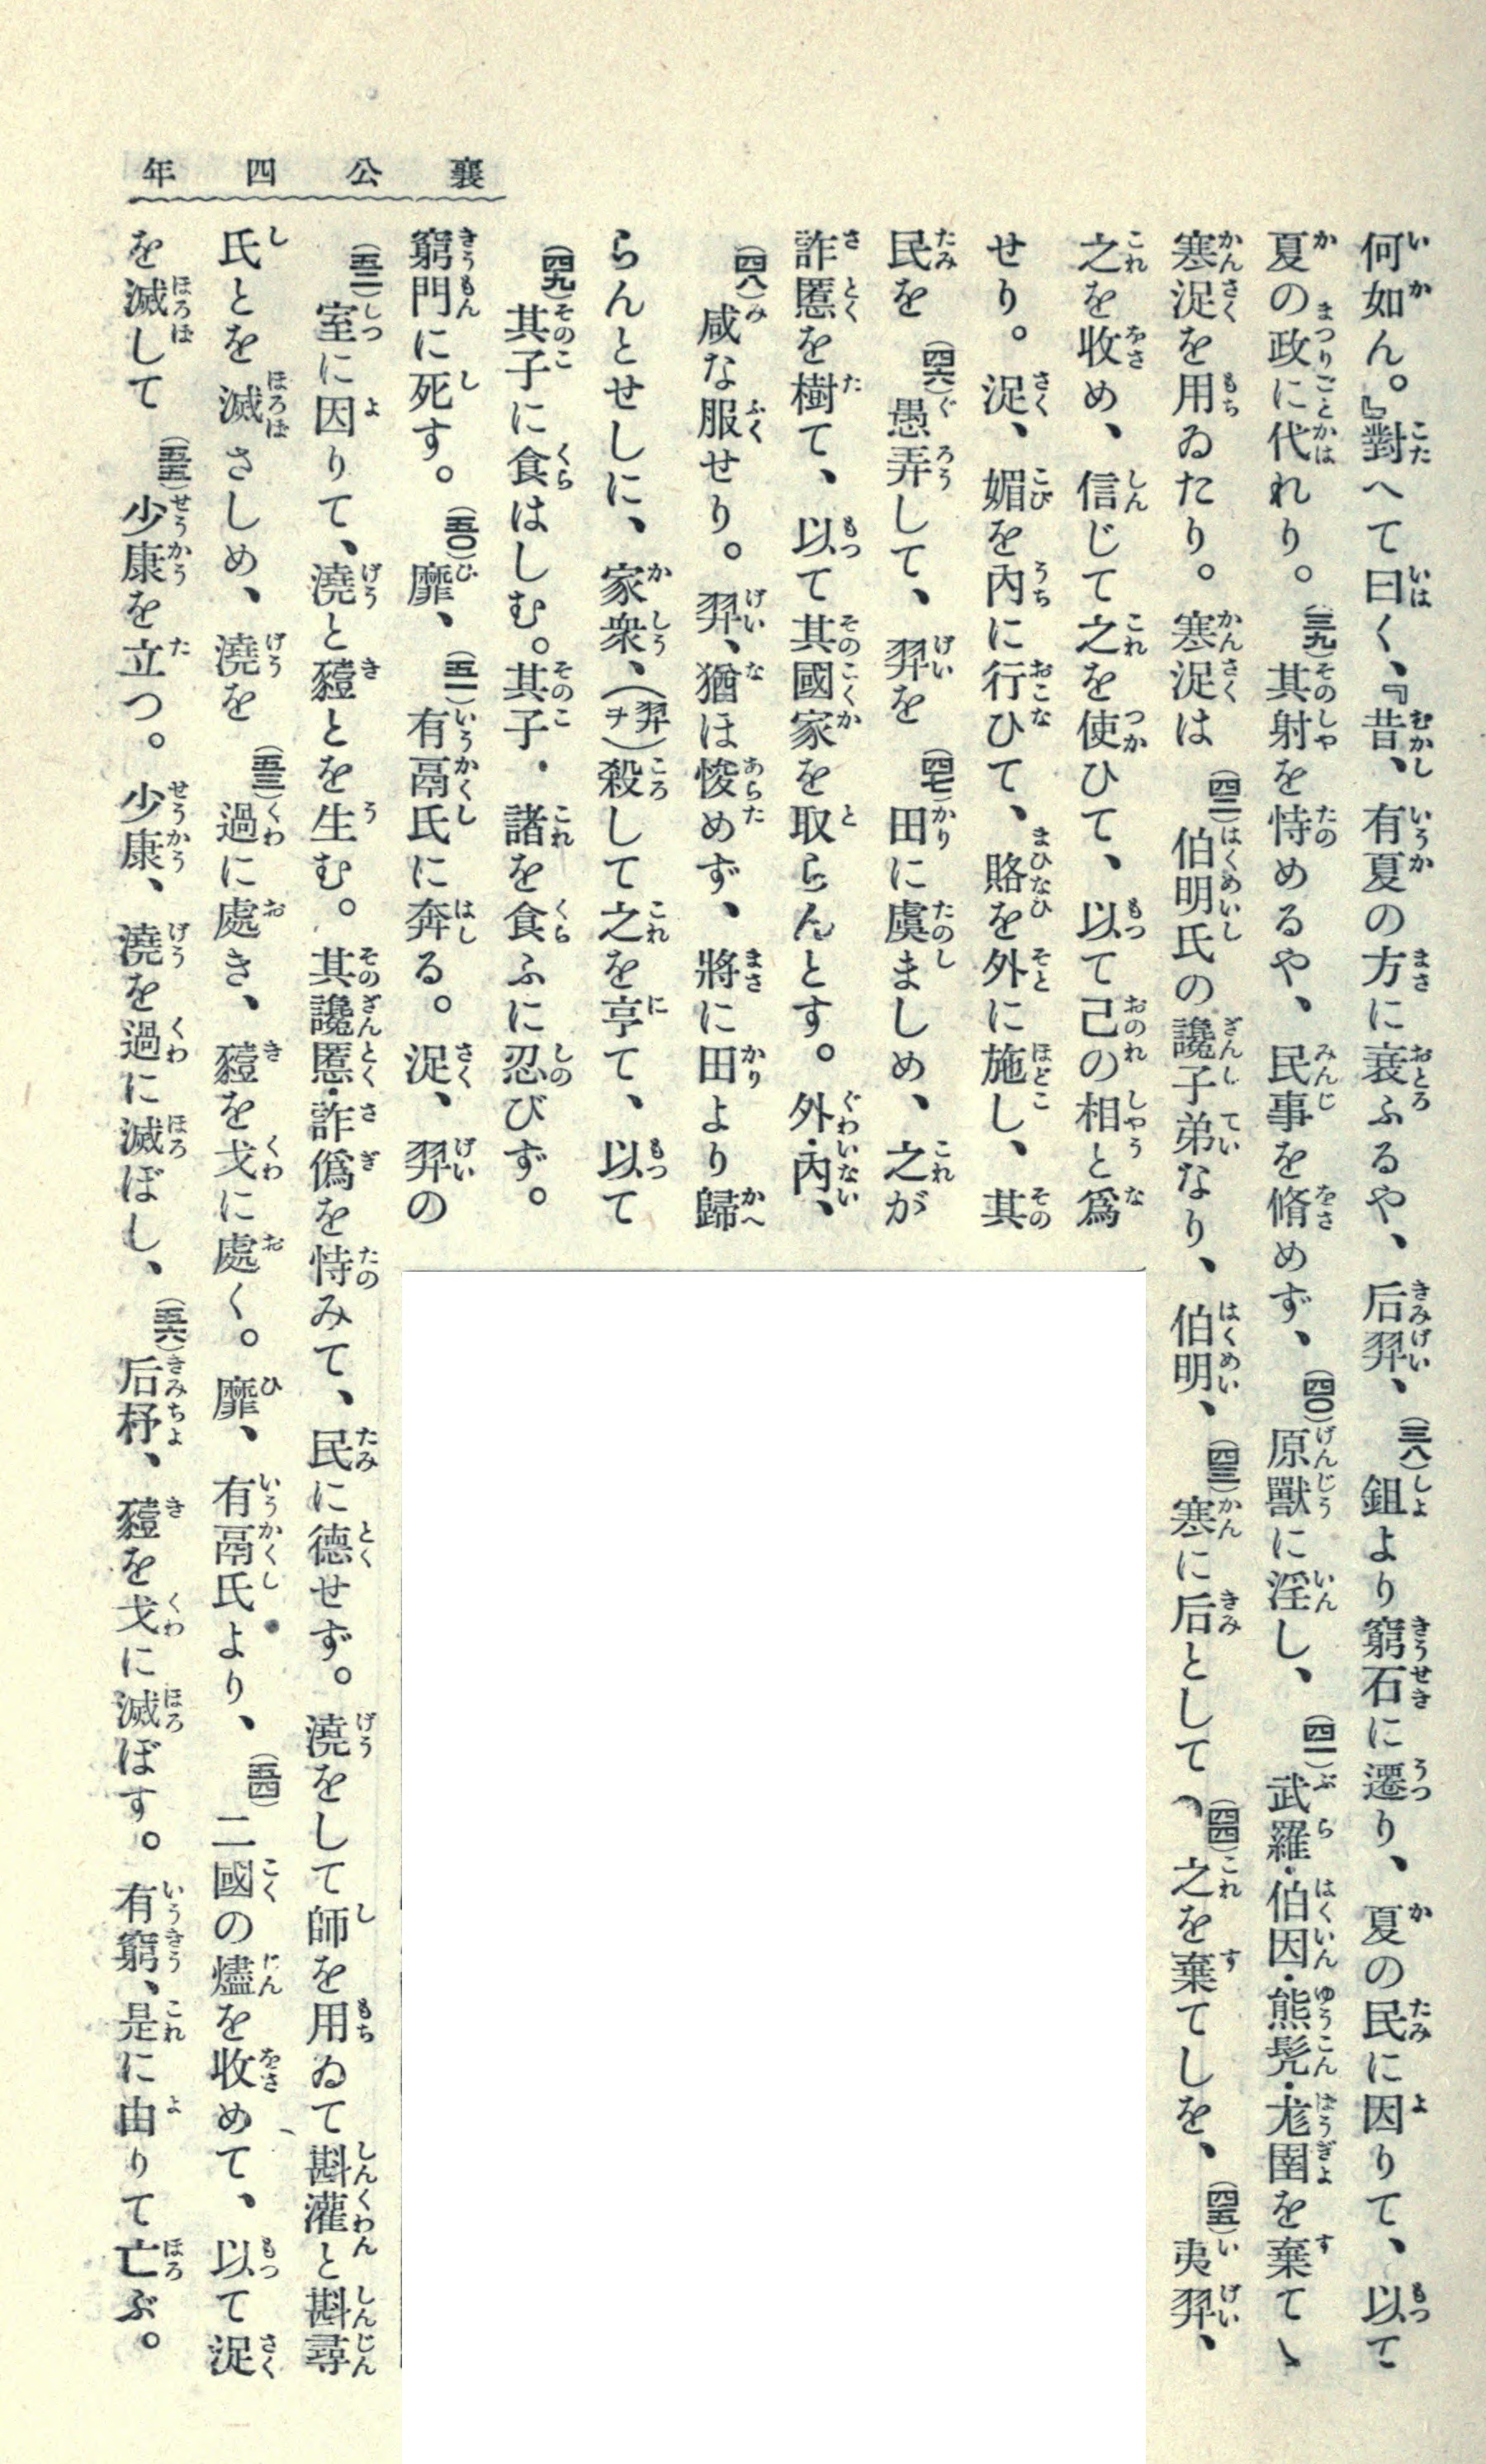 襄公四年
何如ん。』對へて曰く、『昔、有夏の方に衰ふるや、后羿、(三八)鉏より窮石に遷り、夏の民に因りて、以て
夏の政に代れり。(三九)其射を恃めるや、民事を脩めず、(四〇)原獸に淫し、(四一)武羅・伯因・熊髡・尨圉を棄てゝ
寒浞を用ゐたり。寒浞は(四二)伯明氏の讒子弟なり、伯明、(四三)寒に后として、(四四)之を棄てしを、(四五)夷羿、
之を收め、信じて之を使ひて、以て己の相と爲
せり。浞、媚を內に行ひて、賂を外に施し、其
民を(四六)愚弄して、羿を(四七)田に虞ましめ、之が
詐慝を樹て、以て其國家を取らんとす。外・內、
(四八)咸な服せり。羿、猶ほ悛めず、將に田より歸
らんとせしに、家衆、(羿ヲ)殺して之を亨て、以て
(四九)其子に食はしむ。其子・諸を食ふに忍びず。
窮門に死す。(五〇)靡、(五一)有鬲氏に奔る。浞、羿の
(五二)室に因りて、澆と豷とを生む。其讒慝・詐僞を恃みて、民に德せず。澆をして師を用ゐて斟灌と斟尋
氏とを滅さしめ、澆を(五三)過に處き、豷を戈に處く。靡、有鬲氏より、(五四)二國の燼を收めて、以て浞
を滅して(五五)少康を立つ。少康、澆を過に滅ぼし、(五六)后杼、豷を戈に滅ぼす。有窮、是に由りて亡ぶ。